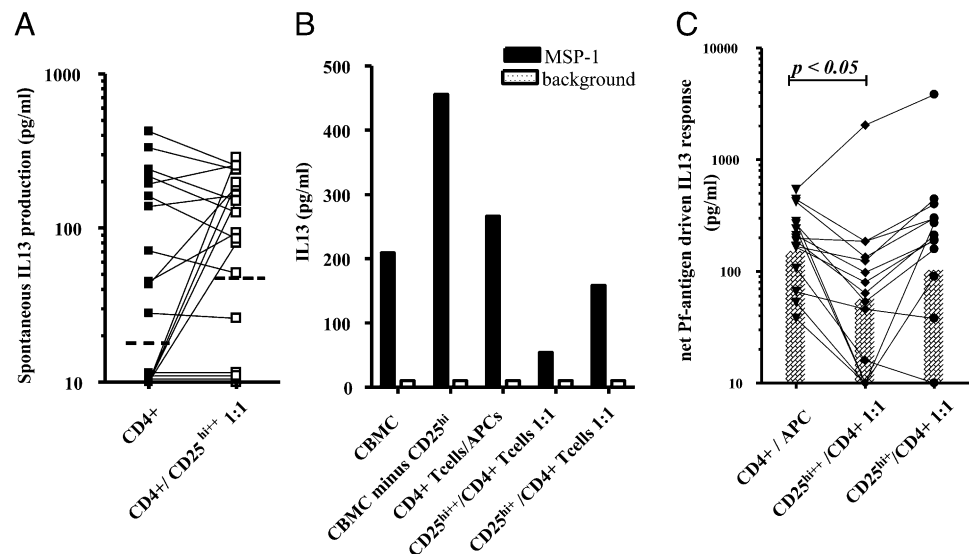 A
Spontaneous IL13 production (pg/ml)
1000
100
10
CD4+
CD4+/ CD25 hi++ 1:1
B
MSP-1
background
IL13 (pg/ml)
500
400
300
200
100
0
CBMC
CBMC minus CD25hi
CD4+ Tcells/APCs
CD25hi++/CD4+ Tcells 1:1
CD25hi+/CD4+ Tcells 1:1
C
net Pf-antigen driven IL13 response
(pg/ml)
10000
1000
100
10
p < 0.05
CD4+ / APC
CD25hi++/CD4+ 1:1
CD25hi+/CD4+ 1:1